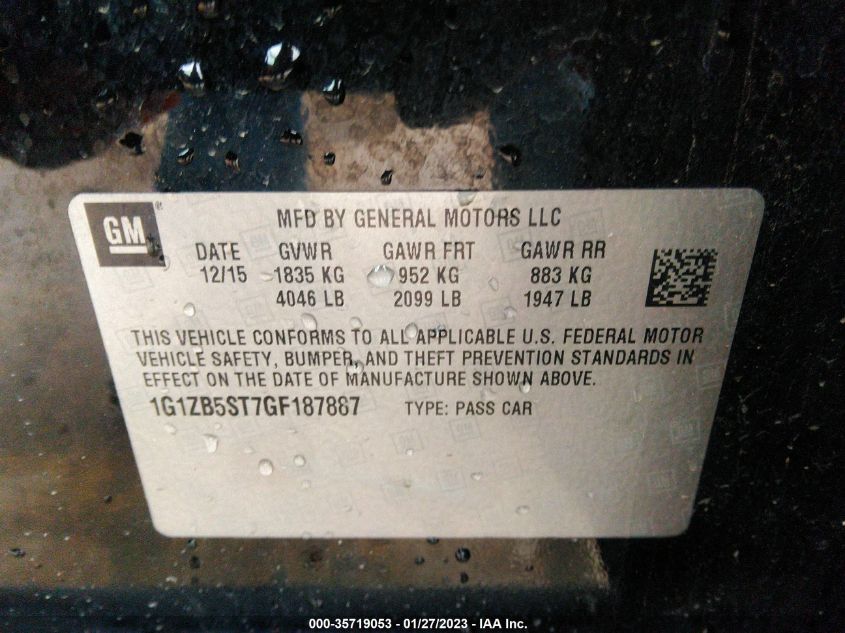 GM ®
MFD BY GENERAL MOTORS LLC
DATE GVWR GAWR FRT GAWR RR
12/15 1835 KG 952 KG 883 KG
4046 LB 2099 LB 1947 LB
THIS VEHICLE CONFORMS TO ALL APPLICABLE U.S. FEDERAL MOTOR
VEHICLE SAFETY, BUMPER, AND THEFT PREVENTION STANDARDS IN
EFFECT ON THE DATE OF MANUFACTURE SHOWN ABOVE.
1G1ZB5ST7GF187887 TYPE: PASS CAR
000-35719053 - 01/27/2023 - IAA Inc.